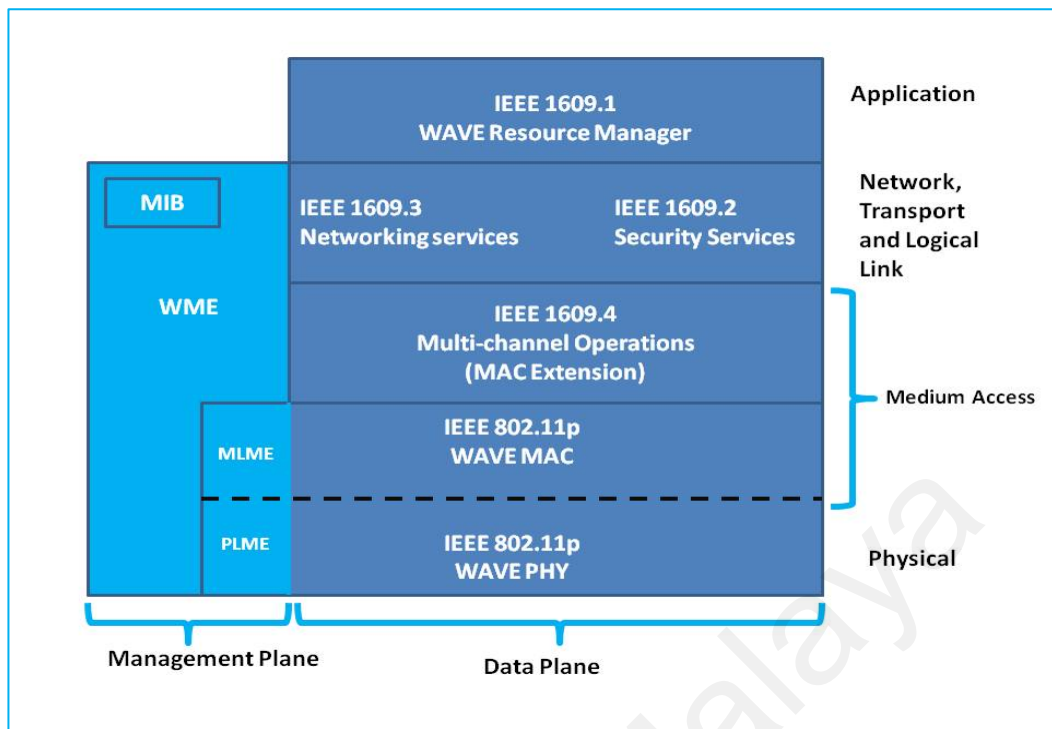 IEEE 1609.1
WAVE Resource Manager
Application
MIB
IEEE 1609.3
Networking services
IEEE 1609.2
Security Services
Network,
Transport
and Logical
Link
WME
IEEE 1609.4
Multi-channel Operations
(MAC Extension)
Medium Access
MLME
IEEE 802.11p
WAVE MAC
PLME
IEEE 802.11p
WAVE PHY
Physical
Management Plane
Data Plane
alaya